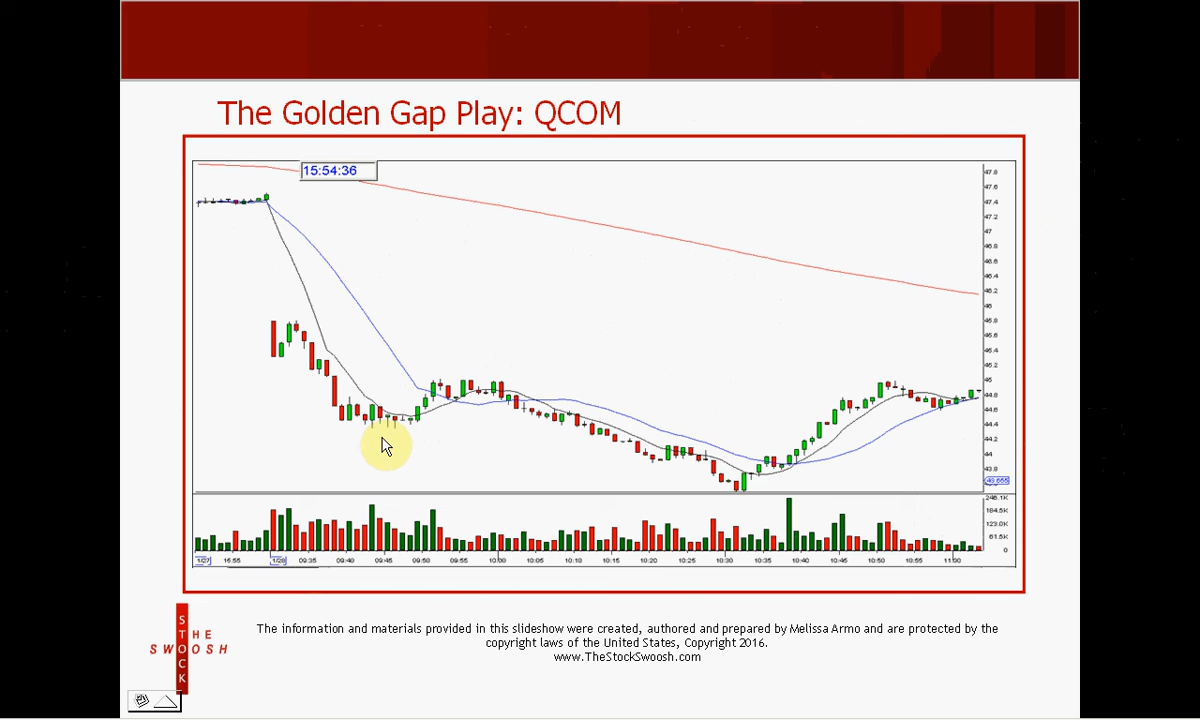 The Golden Gap Play: QCOM
15:54:36
47.8
47.6
47.4
47.2
47
46.8
46.6
46.4
46.2
46
45.8
45.6
45.4
45.2
45
44.8
44.6
44.4
44.2
44
43.8
246.1K
184.5K
123.0K
61.5K
0
1/27 15:55 1/28 09:35 09:40 09:45 09:50 09:55 10:00 10:05 10:10 10:15 10:20 10:25 10:30 10:35 10:40 10:45 10:50 10:55 11:00
The information and materials provided in this slideshow were created, authored and prepared by Melissa Armo and are protected by the
copyright laws of the United States, Copyright 2016.
www.TheStockSwoosh.com
THE
STOCK
SWOOSH